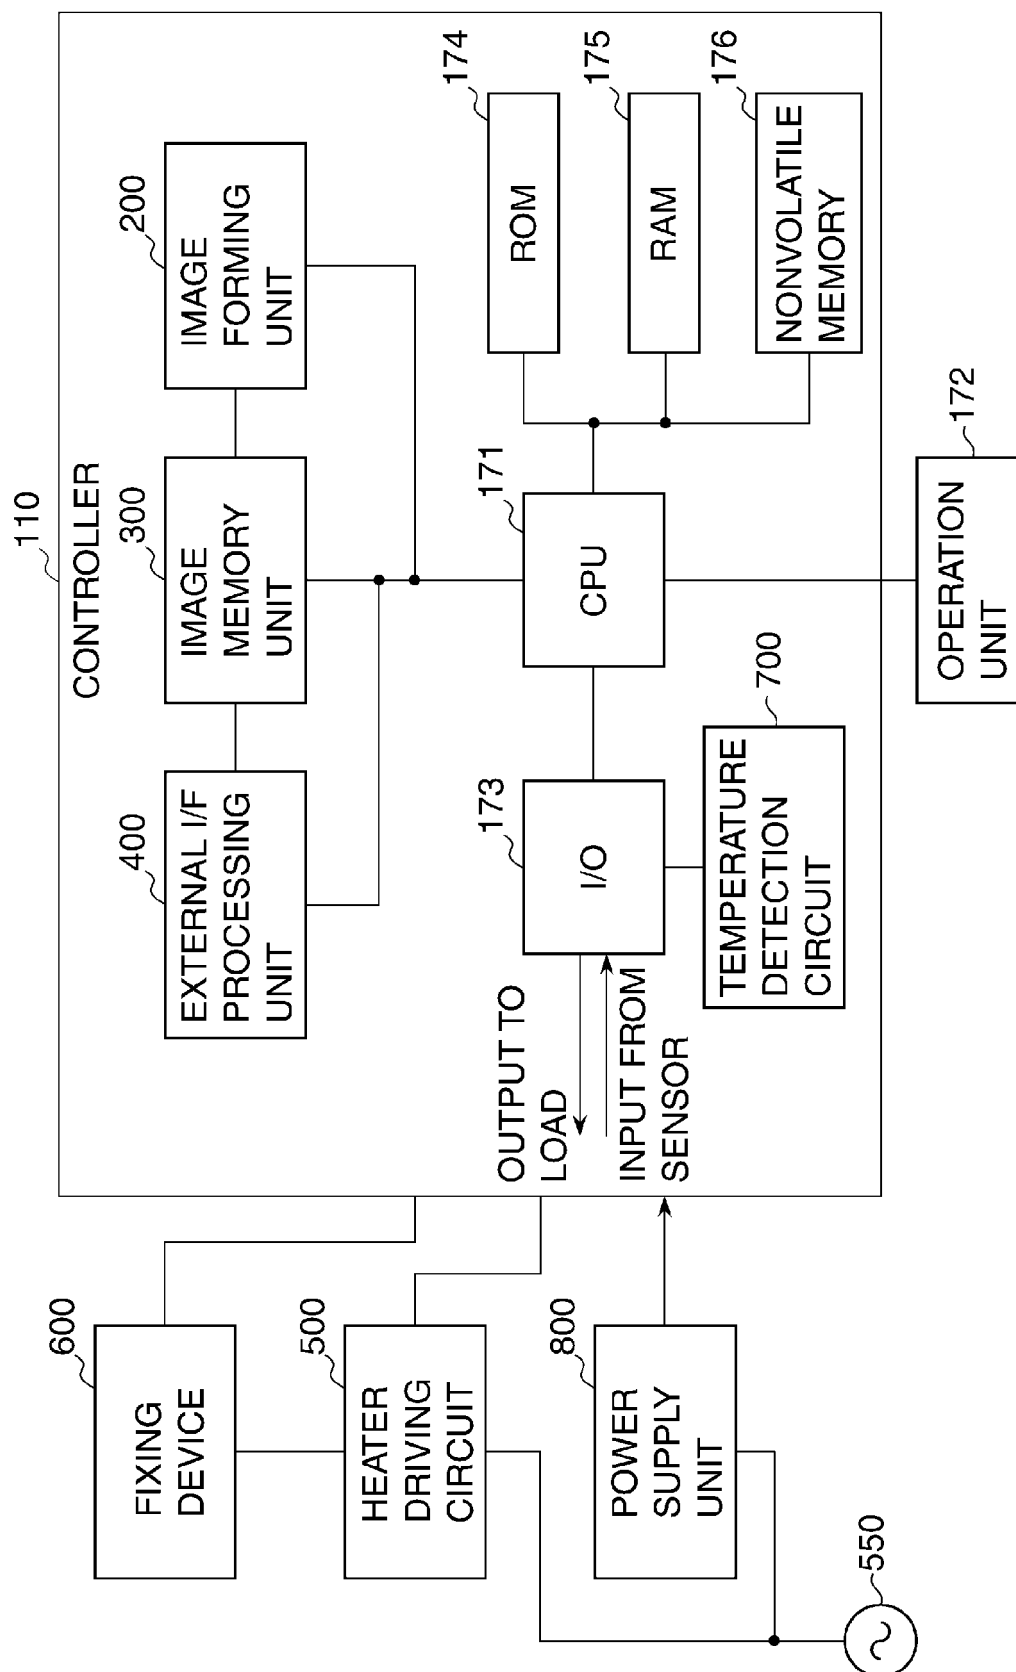 110
CONTROLLER
400
EXTERNAL I/F
PROCESSING
UNIT
300
IMAGE
MEMORY
UNIT
200
IMAGE
FORMING
UNIT
600
FIXING
DEVICE
500
HEATER
DRIVING
CIRCUIT
800
POWER
SUPPLY
UNIT
550
OUTPUT TO
LOAD
INPUT FROM
SENSOR
173
I/O
171
CPU
174
ROM
175
RAM
176
NONVOLATILE
MEMORY
700
TEMPERATURE
DETECTION
CIRCUIT
172
OPERATION
UNIT